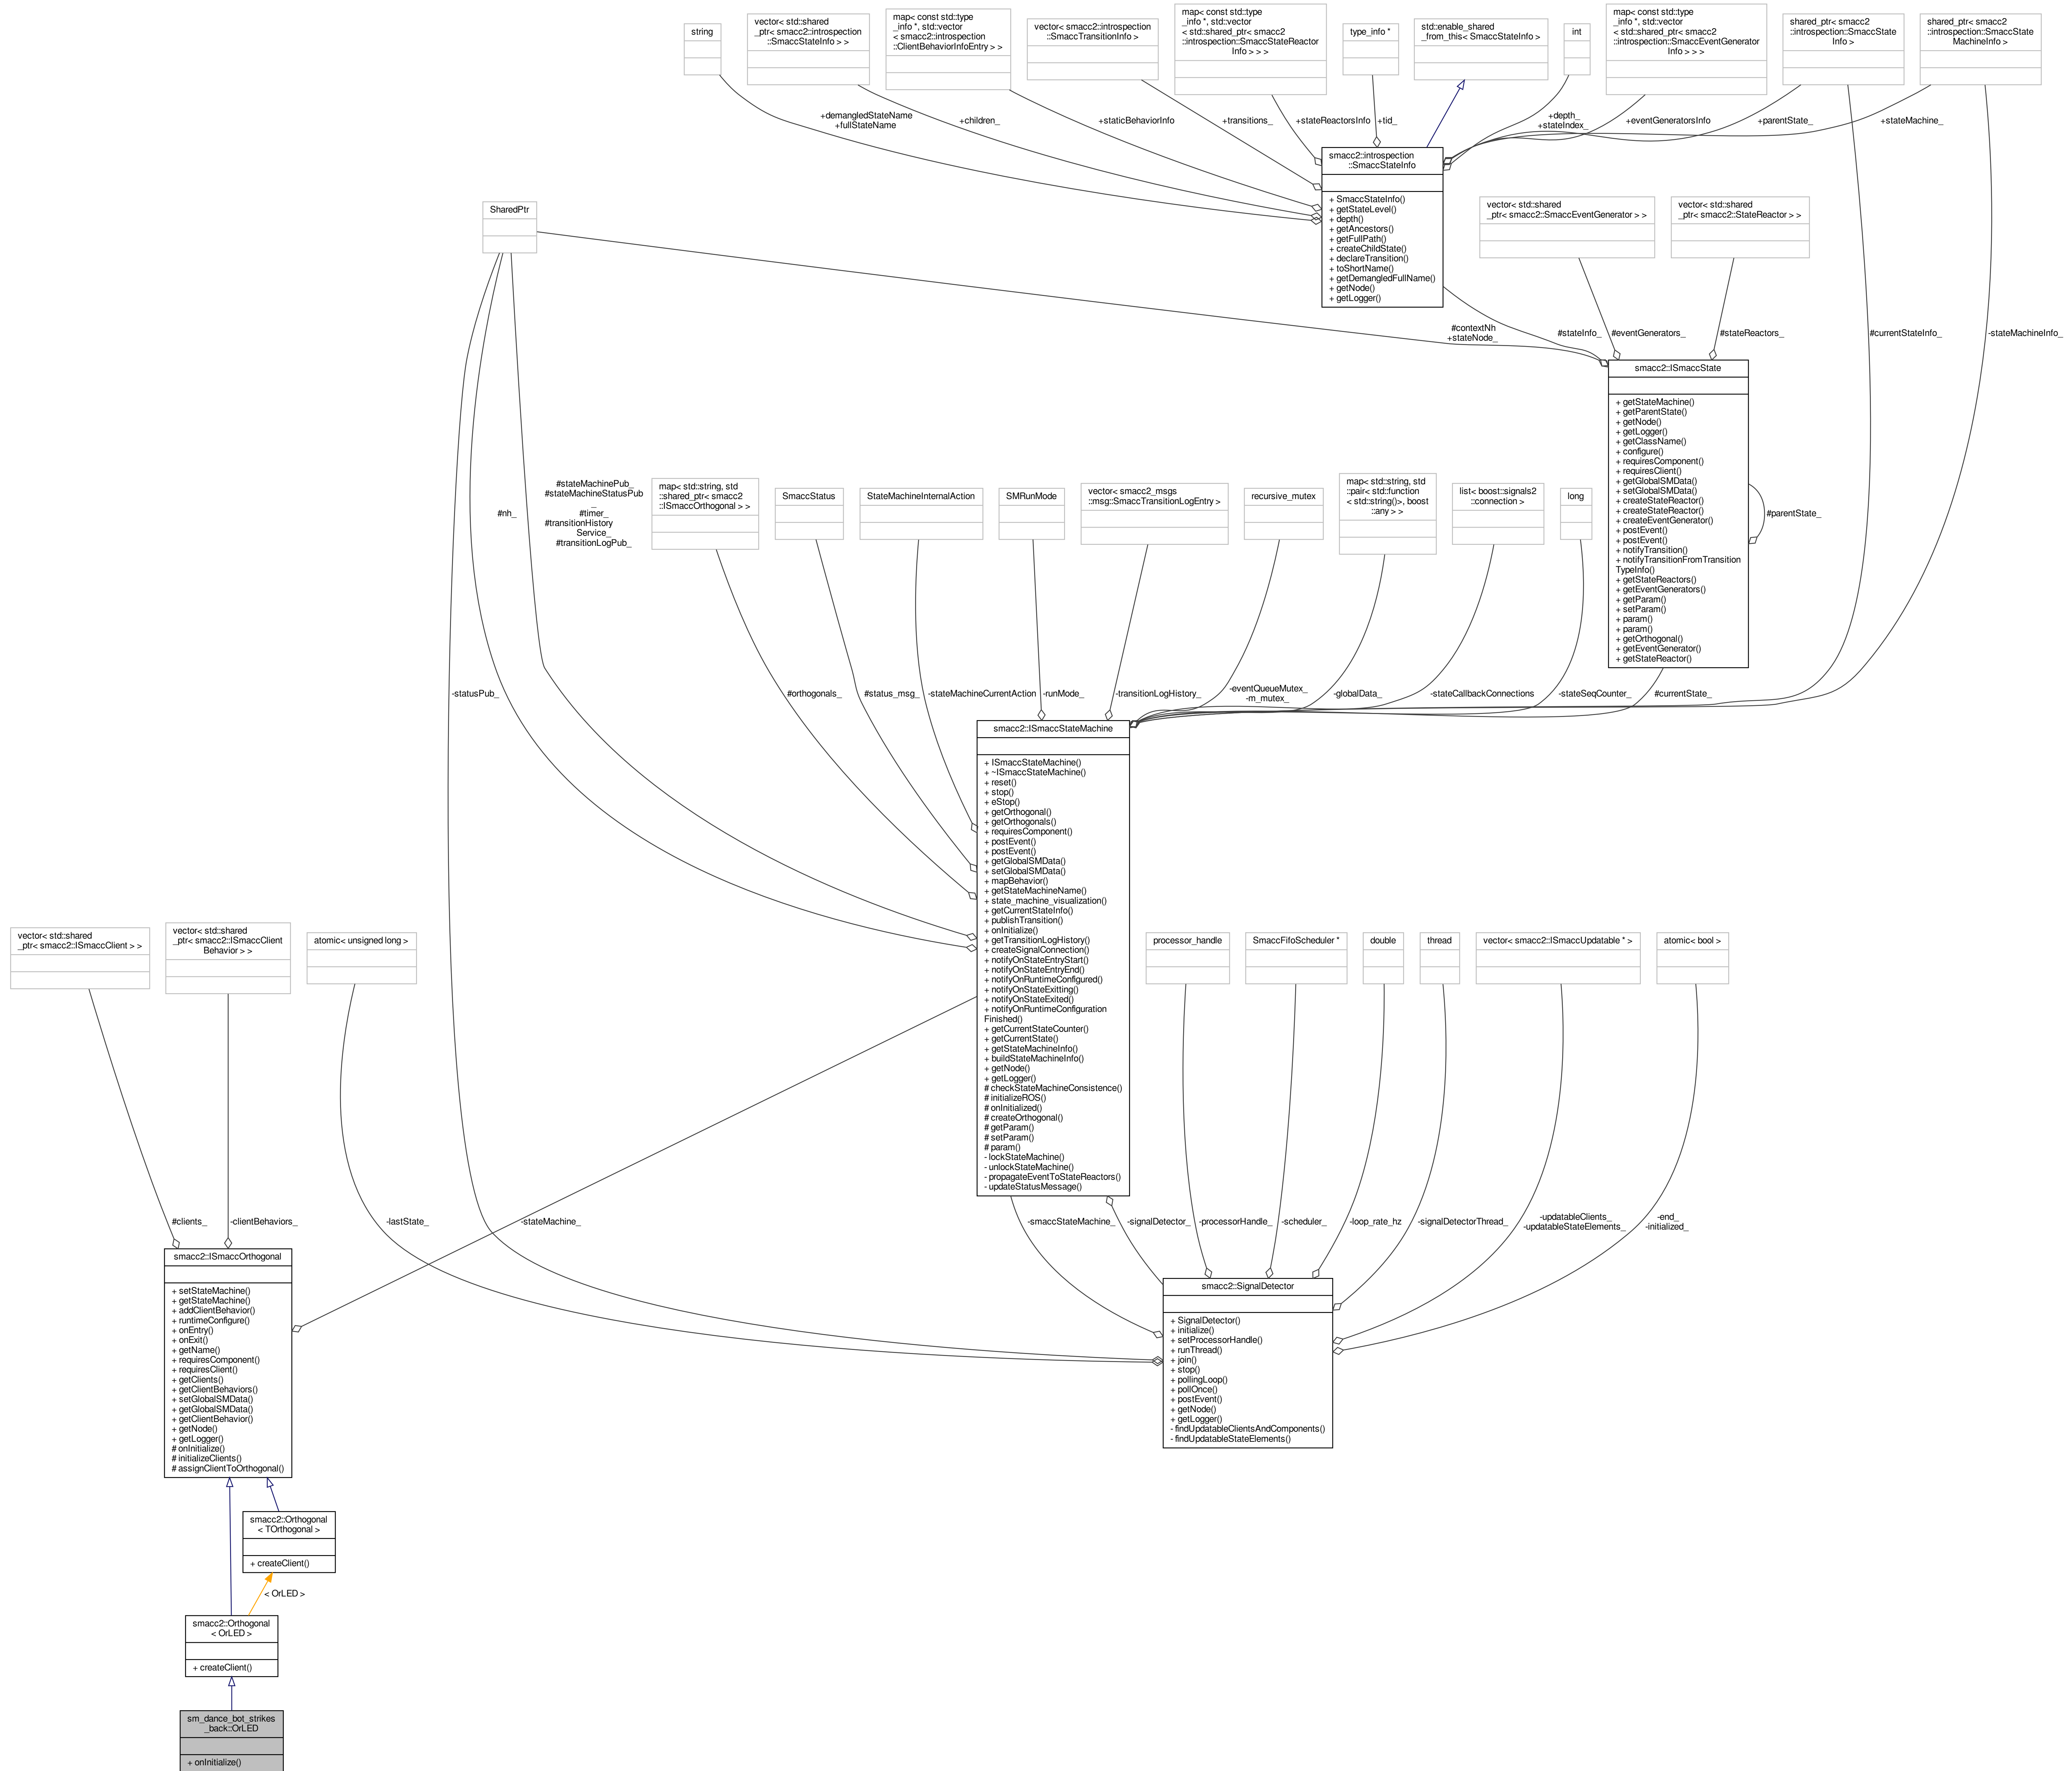 string
vector< std::shared
_ptr< smacc2::introspection
::SmaccStateInfo > >
map< const std::type
_info *, std::vector
< smacc2::introspection
::ClientBehaviorInfoEntry > >
vector< smacc2::introspection
::SmaccTransitionInfo >
map< const std::type
_info *, std::vector
< std::shared_ptr< smacc2
::introspection::SmaccStateReactor
Info > > >
type_info *
std::enable_shared
_from_this< SmaccStateInfo >
int
map< const std::type
_info *, std::vector
< std::shared_ptr< smacc2
::introspection::SmaccEventGenerator
Info > > >
shared_ptr< smacc2
::introspection::SmaccState
Info >
shared_ptr< smacc2
::introspection::SmaccState
MachineInfo >
+demangledStateName
+fullStateName
+children_
+staticBehaviorInfo
+transitions_
+stateReactorsInfo
+tid_
+depth_
+stateIndex_
+eventGeneratorsInfo
+parentState_
+stateMachine_
smacc2::introspection
::SmaccStateInfo
+ SmaccStateInfo()
+ getStateLevel()
+ depth()
+ getAncestors()
+ getFullPath()
+ createChildState()
+ declareTransition()
+ toShortName()
+ getDemangledFullName()
+ getNode()
+ getLogger()
SharedPtr
vector< std::shared
_ptr< smacc2::SmaccEventGenerator > >
vector< std::shared
_ptr< smacc2::StateReactor > >
#contextNh
+stateNode_
#stateInfo_
#eventGenerators_
#stateReactors_
#currentStateInfo_
-stateMachineInfo_
smacc2::ISmaccState
+ getStateMachine()
+ getParentState()
+ getNode()
+ getLogger()
+ getClassName()
+ configure()
+ requiresComponent()
+ requiresClient()
+ getGlobalSMData()
+ setGlobalSMData()
+ createStateReactor()
+ createStateReactor()
+ createEventGenerator()
+ postEvent()
+ postEvent()
+ notifyTransition()
+ notifyTransitionFromTransition
TypeInfo()
+ getStateReactors()
+ getEventGenerators()
+ getParam()
+ setParam()
+ param()
+ param()
+ getOrthogonal()
+ getEventGenerator()
+ getStateReactor()
#parentState_
#nh_
#stateMachinePub_
#stateMachineStatusPub
_
#timer_
#transitionHistory
Service_
#transitionLogPub_
map< std::string, std
::shared_ptr< smacc2
::ISmaccOrthogonal > >
SmaccStatus
StateMachineInternalAction
SMRunMode
vector< smacc2_msgs
::msg::SmaccTransitionLogEntry >
recursive_mutex
map< std::string, std
::pair< std::function
< std::string()>, boost
::any > >
list< boost::signals2
::connection >
long
-statusPub_
#orthogonals_
#status_msg_
-stateMachineCurrentAction
-runMode_
-transitionLogHistory_
-eventQueueMutex_
-m_mutex_
-globalData_
-stateCallbackConnections
-stateSeqCounter_
#currentState_
smacc2::ISmaccStateMachine
+ ISmaccStateMachine()
+ ~ISmaccStateMachine()
+ reset()
+ stop()
+ eStop()
+ getOrthogonal()
+ getOrthogonals()
+ requiresComponent()
+ postEvent()
+ postEvent()
+ getGlobalSMData()
+ setGlobalSMData()
+ mapBehavior()
+ getStateMachineName()
+ state_machine_visualization()
+ getCurrentStateInfo()
+ publishTransition()
+ onInitialize()
+ getTransitionLogHistory()
+ createSignalConnection()
+ notifyOnStateEntryStart()
+ notifyOnStateEntryEnd()
+ notifyOnRuntimeConfigured()
+ notifyOnStateExitting()
+ notifyOnStateExited()
+ notifyOnRuntimeConfiguration
Finished()
+ getCurrentStateCounter()
+ getCurrentState()
+ getStateMachineInfo()
+ buildStateMachineInfo()
+ getNode()
+ getLogger()
# checkStateMachineConsistence()
# initializeROS()
# onInitialized()
# createOrthogonal()
# getParam()
# setParam()
# param()
- lockStateMachine()
- unlockStateMachine()
- propagateEventToStateReactors()
- updateStatusMessage()
vector< std::shared
_ptr< smacc2::ISmaccClient > >
vector< std::shared
_ptr< smacc2::ISmaccClient
Behavior > >
atomic< unsigned long >
processor_handle
SmaccFifoScheduler *
double
thread
vector< smacc2::ISmaccUpdatable * >
atomic< bool >
#clients_
-clientBehaviors_
-lastState_
-stateMachine_
-smaccStateMachine_
-signalDetector_
-processorHandle_
-scheduler_
-loop_rate_hz
-signalDetectorThread_
-updatableClients_
-updatableStateElements_
-end_
-initialized_
smacc2::ISmaccOrthogonal
+ setStateMachine()
+ getStateMachine()
+ addClientBehavior()
+ runtimeConfigure()
+ onEntry()
+ onExit()
+ getName()
+ requiresComponent()
+ requiresClient()
+ getClients()
+ getClientBehaviors()
+ setGlobalSMData()
+ getGlobalSMData()
+ getClientBehavior()
+ getNode()
+ getLogger()
# onInitialize()
# initializeClients()
# assignClientToOrthogonal()
smacc2::SignalDetector
+ SignalDetector()
+ initialize()
+ setProcessorHandle()
+ runThread()
+ join()
+ stop()
+ pollingLoop()
+ pollOnce()
+ postEvent()
+ getNode()
+ getLogger()
- findUpdatableClientsAndComponents()
- findUpdatableStateElements()
smacc2::Orthogonal
< TOrthogonal >
+ createClient()
< OrLED >
smacc2::Orthogonal
< OrLED >
+ createClient()
sm_dance_bot_strikes
_back::OrLED
+ onInitialize()